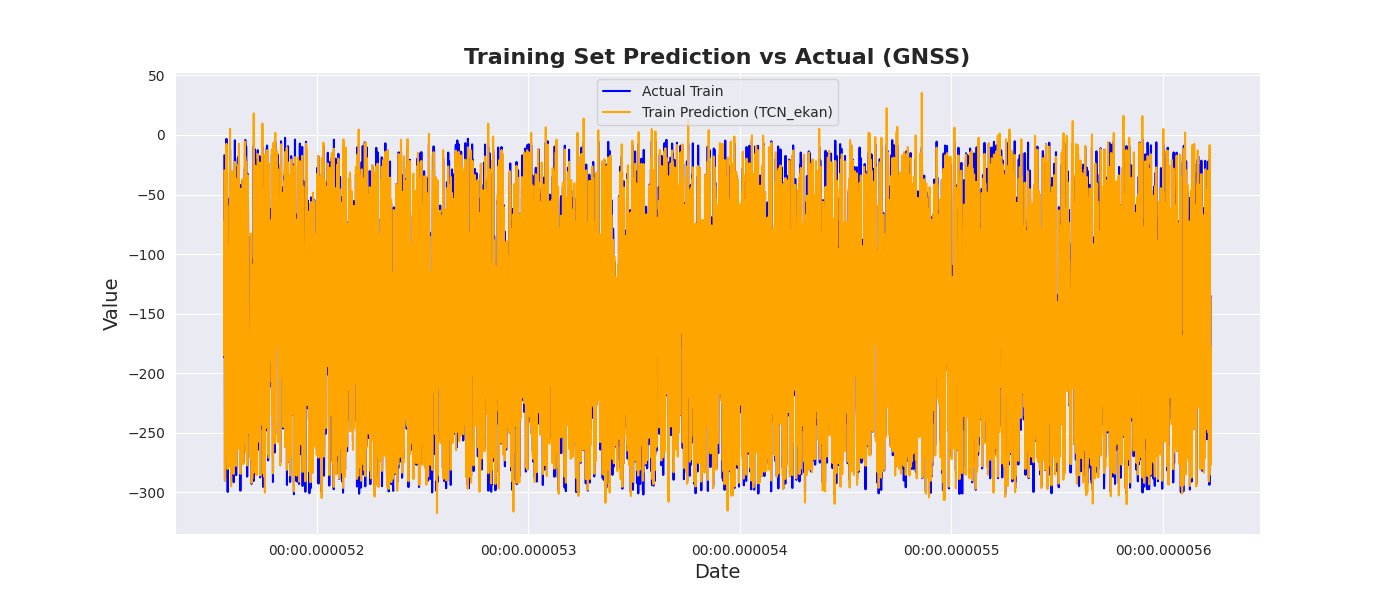 Training Set Prediction vs Actual (GNSS)
Actual Train
Train Prediction (TCN_ekan)
50
0
−50
−100
−150
−200
−250
−300
Value
00:00.000052
00:00.000053
00:00.000054
00:00.000055
00:00.000056
Date